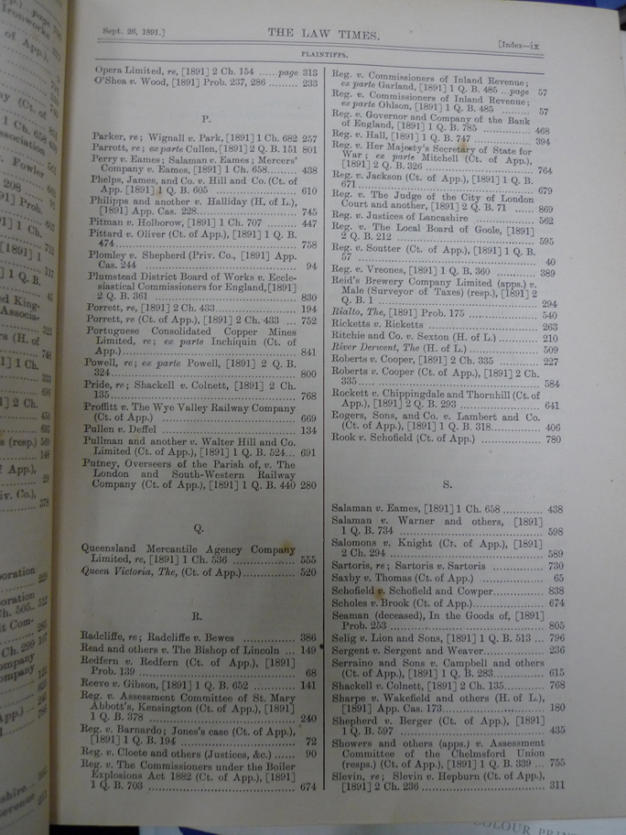 Sept. 26, 1891.]
THE LAW TIMES.
[Index—ix
PLAINTIFFS.
Opera Limited, re, [1891] 2 Ch. 154 ......page 313
O'Shea v. Wood, [1891] Prob. 237, 286 ......... 233
P.
Parker, re; Wignall v. Park, [1891] 1 Ch. 682 257
Parrott, re; ex parte Cullen, [1891] 2 Q. B. 151 801
Perry v. Eames; Salaman v. Eames; Mercers'
Company v. Eames, [1891] 1 Ch. 658......... 438
Phelps, James, and Co. v. Hill and Co. (Ct. of
App. [1891] 1 Q. B. 605 ......... 610
Philipps and another v. Halliday (H. of L.),
[1891] App. Cas. 228......... 745
Pitman v. Holborow, [1891] 1 Ch. 707 ......... 447
Pittard v. Oliver (Ct. of App.), [1891] 1 Q. B.
474......... 758
Plomley v. Shepherd (Priv. Co., [1891] App.
Cas. 244 ......... 94
Plumstead District Board of Works v. Eccle-
siastical Commissioners for England, [1891]
2 Q. B. 361 ......... 830
Porrett, re, [1891] 2 Ch. 433......... 194
Porrett, re (Ct. of App.), [1891] 2 Ch. 433 ... 752
Portuguese Consolidated Copper Mines
Limited, re; ex parte Inchiquin (Ct. of
App.) ......... 841
Powell, re; ex parte Powell, [1891] 2 Q. B.
324......... 800
Pride, re; Shackell v. Colnett, [1891] 2 Ch.
135......... 768
Proffitt v. The Wye Valley Railway Company
(Ct. of App.) ......... 669
Pullen v. Deffel ......... 134
Pullman and another v. Walter Hill and Co.
Limited (Ct. of App.), [1891] 1 Q. B. 524... 691
Putney, Overseers of the Parish of, v. The
London and South-Western Railway
Company (Ct. of App.), [1891] 1 Q. B. 440 280
Q.
Queensland Mercantile Agency Company
Limited, re, [1891] 1 Ch. 536 ......... 555
Queen Victoria, The, (Ct. of App.)......... 520
R.
Radcliffe, re; Radcliffe v. Bewes ......... 386
Read and others v. The Bishop of Lincoln ... 149
Redfern v. Redfern (Ct. of App.), [1891]
Prob. 139 ......... 68
Reeve v. Gibson, [1891] 1 Q. B. 652 ......... 141
Reg. v. Assessment Committee of St. Mary
Abbott's, Kensington (Ct. of App.), [1891]
1 Q. B. 378 ......... 240
Reg. v. Barnardo; Jones's case (Ct. of App.),
[1891] 1 Q. B. 194 ......... 72
Reg. v. Cloete and others (Justices, &c.) ...... 90
Reg. v. The Commissioners under the Boiler
Explosions Act 1882 (Ct. of App.), [1891]
1 Q. B. 703 ......... 674
Reg. v. Commissioners of Inland Revenue;
ex parte Garland, [1891] 1 Q. B. 485 ...page 57
Reg. v. Commissioners of Inland Revenue;
ex parte Ohlson, [1891] 1 Q. B. 485 ......... 57
Reg. v. Governor and Company of the Bank
of England, [1891] 1 Q. B. 785 ......... 468
Reg. v. Hall, [1891] 1 Q. B. 747 ......... 394
Reg. v. Her Majesty's Secretary of State for
War; ex parte Mitchell (Ct. of App.),
[1891] 2 Q. B. 326 ......... 764
Reg. v. Jackson (Ct. of App.), [1891] 1 Q. B.
671......... 679
Reg. v. The Judge of the City of London
Court and another, [1891] 2 Q. B. 71 ...... 869
Reg. v. Justices of Lancashire ......... 562
Reg. v. The Local Board of Goole, [1891]
2 Q. B. 212 ......... 595
Reg. v. Soutter (Ct. of App.), [1891] 1 Q. B.
57 ......... 40
Reg. v. Vreones, [1891] 1 Q. B. 360 ......... 389
Reid's Brewery Company Limited (apps.) v.
Male (Surveyor of Taxes) (resp.), [1891] 2
Q. B. 1 ......... 294
Rialto, The, [1891] Prob. 175 ......... 540
Ricketts v. Ricketts ......... 263
Ritchie and Co. v. Sexton (H. of L.) ......... 210
River Derwent, The (H. of L.) ......... 509
Roberts v. Cooper, [1891] 2 Ch. 335 ......... 227
Roberts v. Cooper (Ct. of App.), [1891] 2 Ch.
335......... 584
Rockett v. Chippingdale and Thornhill (Ct. of
App.), [1891] 2 Q. B. 293 ......... 641
Rogers, Sons, and Co. v. Lambert and Co.
(Ct. of App.), [1891] 1 Q. B. 318......... 406
Rook v. Schofield (Ct. of App.) ......... 780
S.
Salaman v. Eames, [1891] 1 Ch. 658 ......... 438
Salaman v. Warner and others, [1891]
1 Q. B. 734 ......... 598
Salomons v. Knight (Ct. of App.), [1891]
2 Ch. 294 ......... 589
Sartoris, re; Sartoris v. Sartoris ......... 730
Saxby v. Thomas (Ct. of App.) ......... 65
Schofield v. Schofield and Cowper......... 838
Scholes v. Brook (Ct. of App.) ......... 674
Seaman (deceased), In the Goods of, [1891]
Prob. 253 ......... 805
Selig v. Lion and Sons, [1891] 1 Q. B. 513 ... 796
Sergent v. Sergent and Weaver......... 236
Serraino and Sons v. Campbell and others
(Ct. of App.), [1891] 1 Q. B. 283......... 615
Shackell v. Colnett, [1891] 2 Ch. 135......... 768
Sharpe v. Wakefield and others (H. of L.),
[1891] App. Cas. 173......... 180
Shepherd v. Berger (Ct. of App.), [1891]
1 Q. B. 597 ......... 435
Showers and others (apps.) v. Assessment
Committee of the Chelmsford Union
(resps.) (Ct. of App.), [1891] 1 Q. B. 339 ... 755
Slevin, re; Slevin v. Hepburn (Ct. of App.),
[1891] 2 Ch. 236 ......... 311